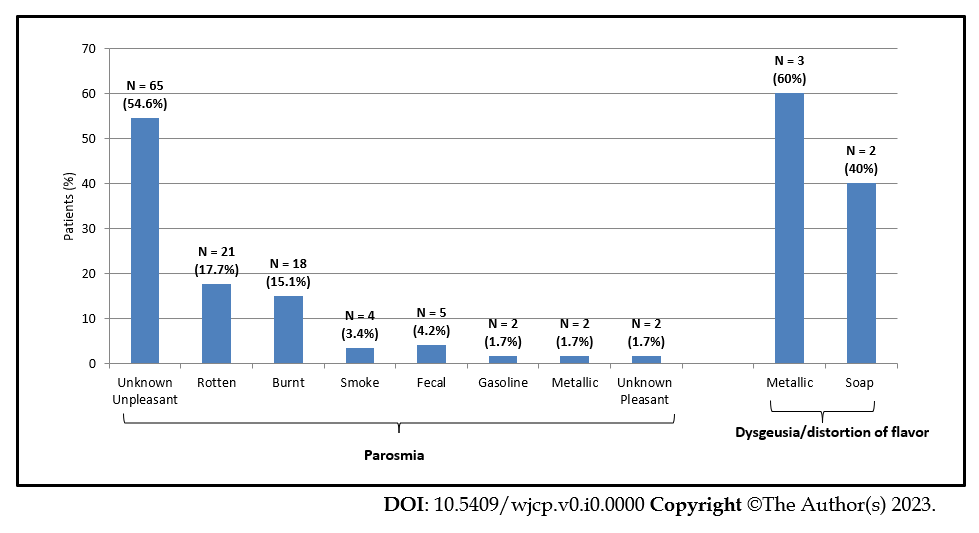 70
60
50
40
30
20
10
0
Patients (%)
N = 65
(54.6%)
N = 21
(17.7%)
N = 18
(15.1%)
N = 4
(3.4%)
N = 5
(4.2%)
N = 2
(1.7%)
N = 2
(1.7%)
N = 2
(1.7%)
N = 3
(60%)
N = 2
(40%)
Unknown
Unpleasant
Rotten
Burnt
Smoke
Fecal
Gasoline
Metallic
Unknown
Pleasant
Metallic
Soap
Parosmia
Dysgeusia/distortion of flavor
DOI: 10.5409/wjcp.v0.i0.0000 Copyright ©The Author(s) 2023.